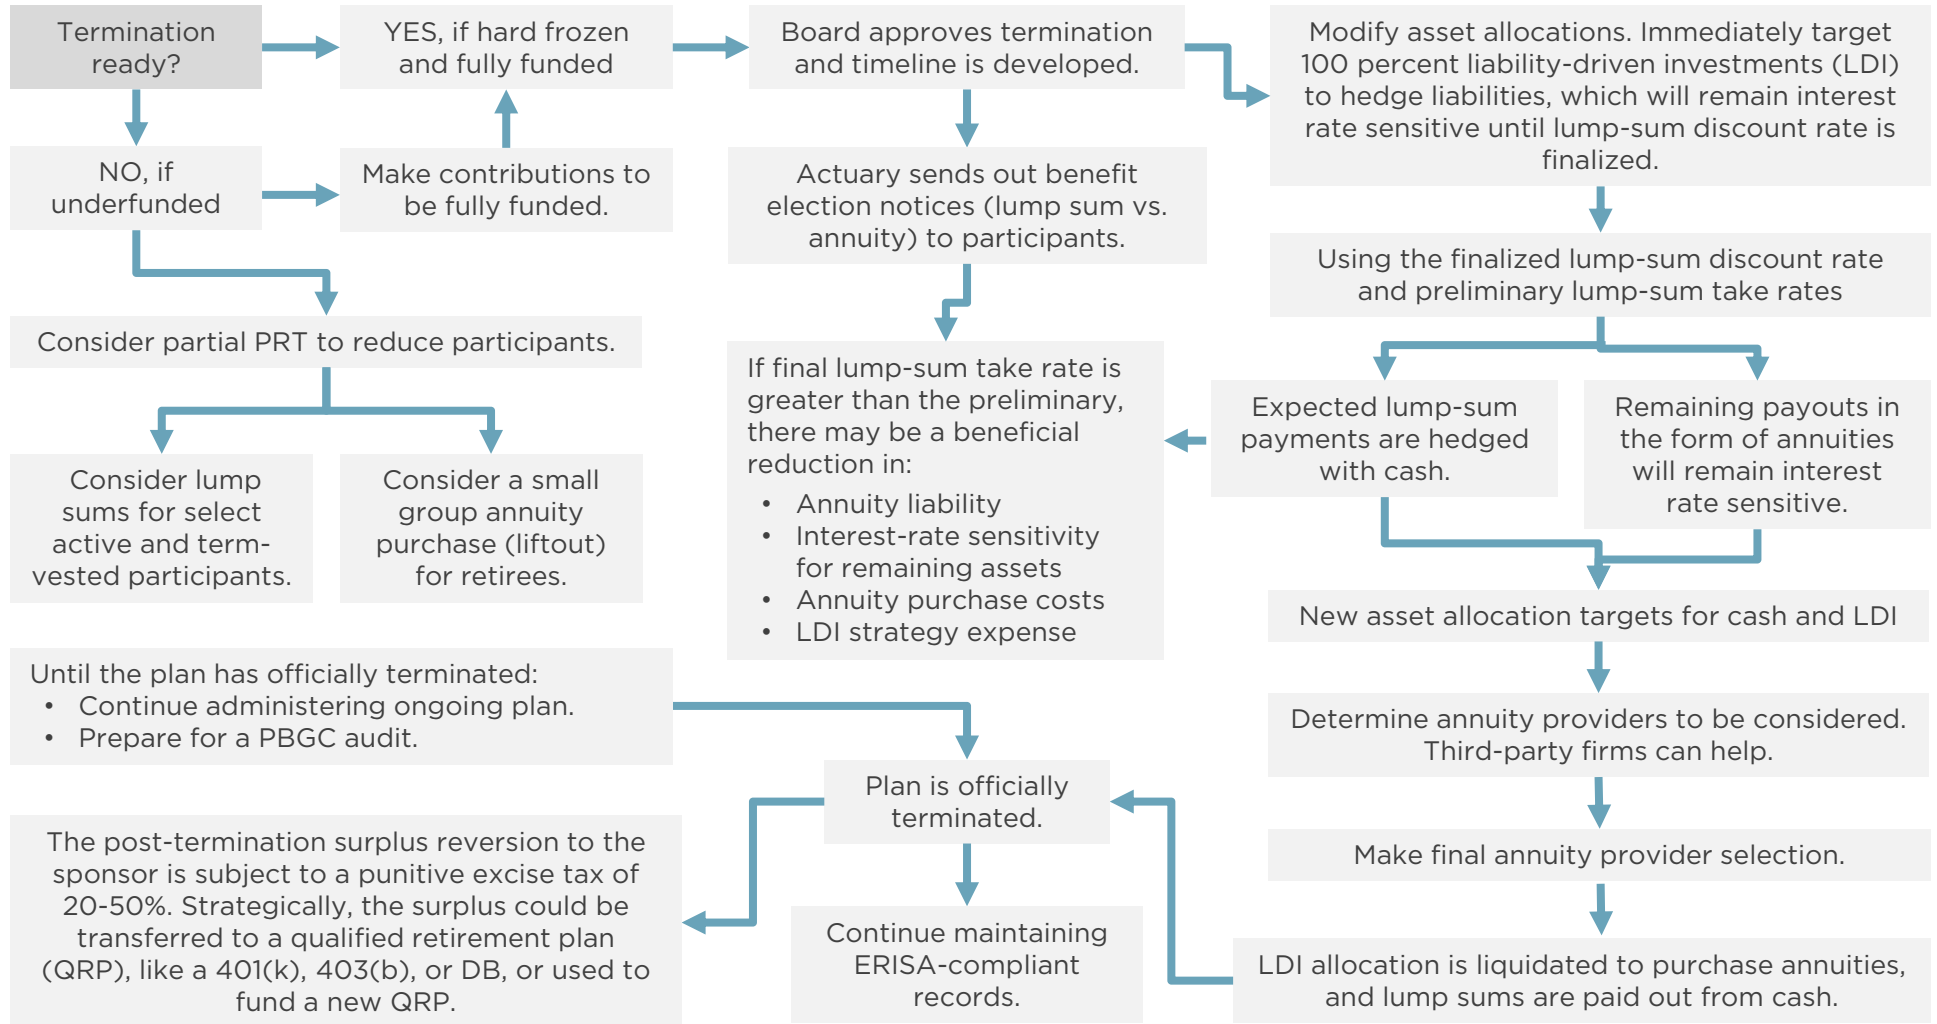 Termination
ready?
YES, if hard frozen
and fully funded
Board approves termination
and timeline is developed.
Modify asset allocations. Immediately target
100 percent liability-driven investments (LDI)
to hedge liabilities, which will remain interest
rate sensitive until lump-sum discount rate is
finalized.
NO, if
underfunded
Make contributions to
be fully funded.
Actuary sends out benefit
election notices (lump sum vs.
annuity) to participants.
Using the finalized lump-sum discount rate
and preliminary lump-sum take rates
Consider partial PRT to reduce participants.
If final lump-sum take rate is
greater than the preliminary,
there may be a beneficial
reduction in:
• Annuity liability
• Interest-rate sensitivity
for remaining assets
• Annuity purchase costs
• LDI strategy expense
Expected lump-sum
payments are hedged
with cash.
Remaining payouts in
the form of annuities
will remain interest
rate sensitive.
Consider lump
sums for select
active and term-
vested participants.
Consider a small
group annuity
purchase (liftout)
for retirees.
New asset allocation targets for cash and LDI
Until the plan has officially terminated:
• Continue administering ongoing plan.
• Prepare for a PBGC audit.
Determine annuity providers to be considered.
Third-party firms can help.
Plan is officially
terminated.
The post-termination surplus reversion to the
sponsor is subject to a punitive excise tax of
20-50%. Strategically, the surplus could be
transferred to a qualified retirement plan
(QRP), like a 401(k), 403(b), or DB, or used to
fund a new QRP.
Make final annuity provider selection.
Continue maintaining
ERISA-compliant
records.
LDI allocation is liquidated to purchase annuities,
and lump sums are paid out from cash.